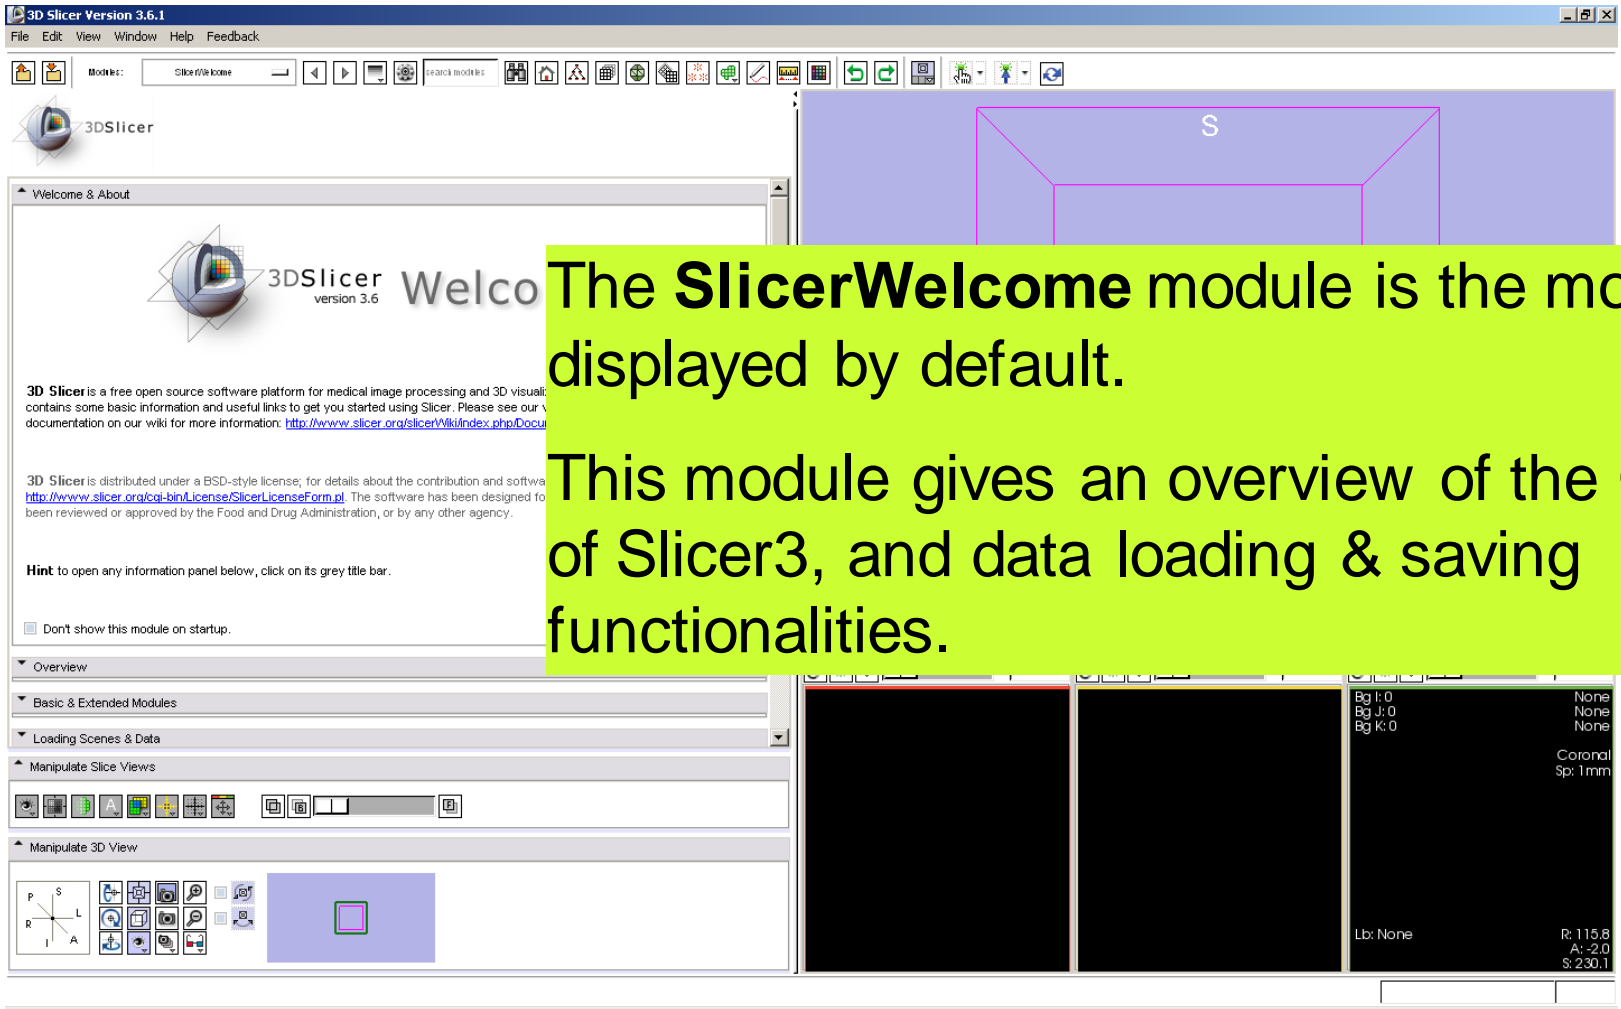 3D Slicer Version 3.6.1
File Edit View Window Help Feedback
Modules: SlicerWelcome search modules
3DSlicer
Welcome & About
3DSlicer
version 3.6
Welco
3D Slicer is a free open source software platform for medical image processing and 3D visuali
contains some basic information and useful links to get you started using Slicer. Please see our
documentation on our wiki for more information: http://www.slicer.org/slicerWiki/index.php/Docu
3D Slicer is distributed under a BSD-style license; for details about the contribution and softwa
http://www.slicer.org/cgi-bin/License/SlicerLicenseForm.pl. The software has been designed fo
been reviewed or approved by the Food and Drug Administration, or by any other agency.
Hint to open any information panel below, click on its grey title bar.
Don't show this module on startup.
Overview
Basic & Extended Modules
Loading Scenes & Data
Manipulate Slice Views
A B F
Manipulate 3D View
P S
R L
I A
S
The SlicerWelcome module is the mo
displayed by default.
This module gives an overview of the
of Slicer3, and data loading & saving
functionalities.
Bg I: 0 None
Bg J: 0 None
Bg K: 0 None
Coronal
Sp: 1mm
Lb: None R: 115.8
A: -2.0
S: 230.1